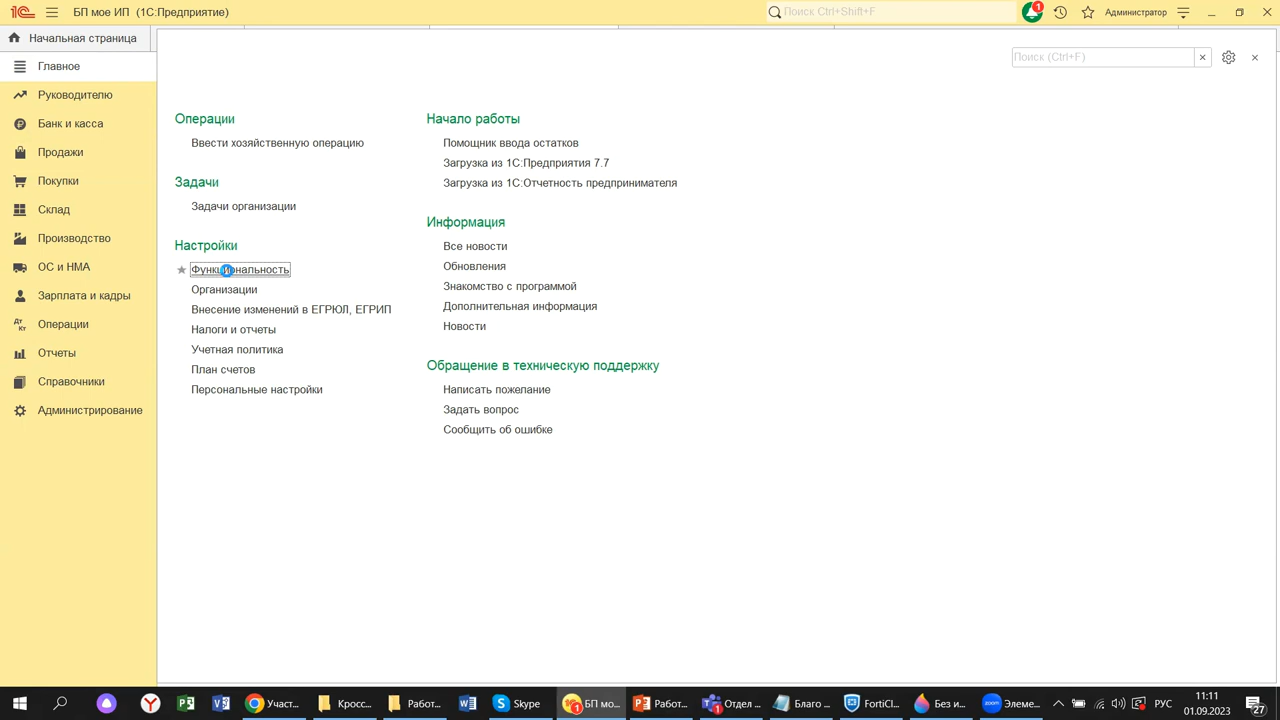 БП мое ИП (1С:Предприятие)
Поиск Ctrl+Shift+F
1
Администратор
Начальная страница
Главное
Руководителю
Банк и касса
Продажи
Покупки
Склад
Производство
ОС и НМА
Зарплата и кадры
Дт Кт Операции
Отчеты
Справочники
Администрирование
Поиск (Ctrl+F)
Операции
Ввести хозяйственную операцию
Задачи
Задачи организации
Настройки
Функциональность
Организации
Внесение изменений в ЕГРЮЛ, ЕГРИП
Налоги и отчеты
Учетная политика
План счетов
Персональные настройки
Начало работы
Помощник ввода остатков
Загрузка из 1С:Предприятия 7.7
Загрузка из 1С:Отчетность предпринимателя
Информация
Все новости
Обновления
Знакомство с программой
Дополнительная информация
Новости
Обращение в техническую поддержку
Написать пожелание
Задать вопрос
Сообщить об ошибке
Участ... Кросс... Работ... Skype БП мо... Работ... Отдел ... Благо ... FortiCl... Без и... Элеме... РУС
11:11
01.09.2023
27